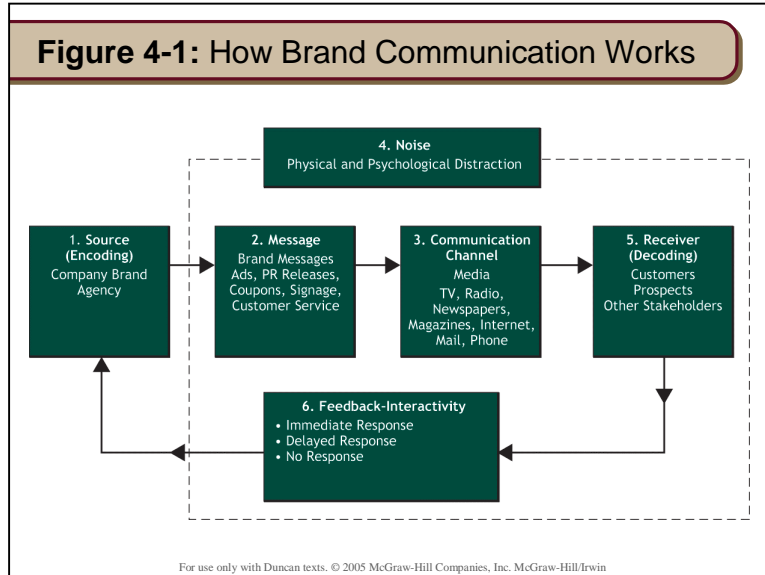 Figure 4-1: How Brand Communication Works
4. Noise
Physical and Psychological Distraction
1. Source
(Encoding)
Company Brand
Agency
2. Message
Brand Messages
Ads, PR Releases,
Coupons, Signage,
Customer Service
3. Communication
Channel
Media
TV, Radio,
Newspapers,
Magazines, Internet,
Mail, Phone
5. Receiver
(Decoding)
Customers
Prospects
Other Stakeholders
6. Feedback-Interactivity
• Immediate Response
• Delayed Response
• No Response
For use only with Duncan texts. © 2005 McGraw-Hill Companies, Inc. McGraw-Hill/Irwin